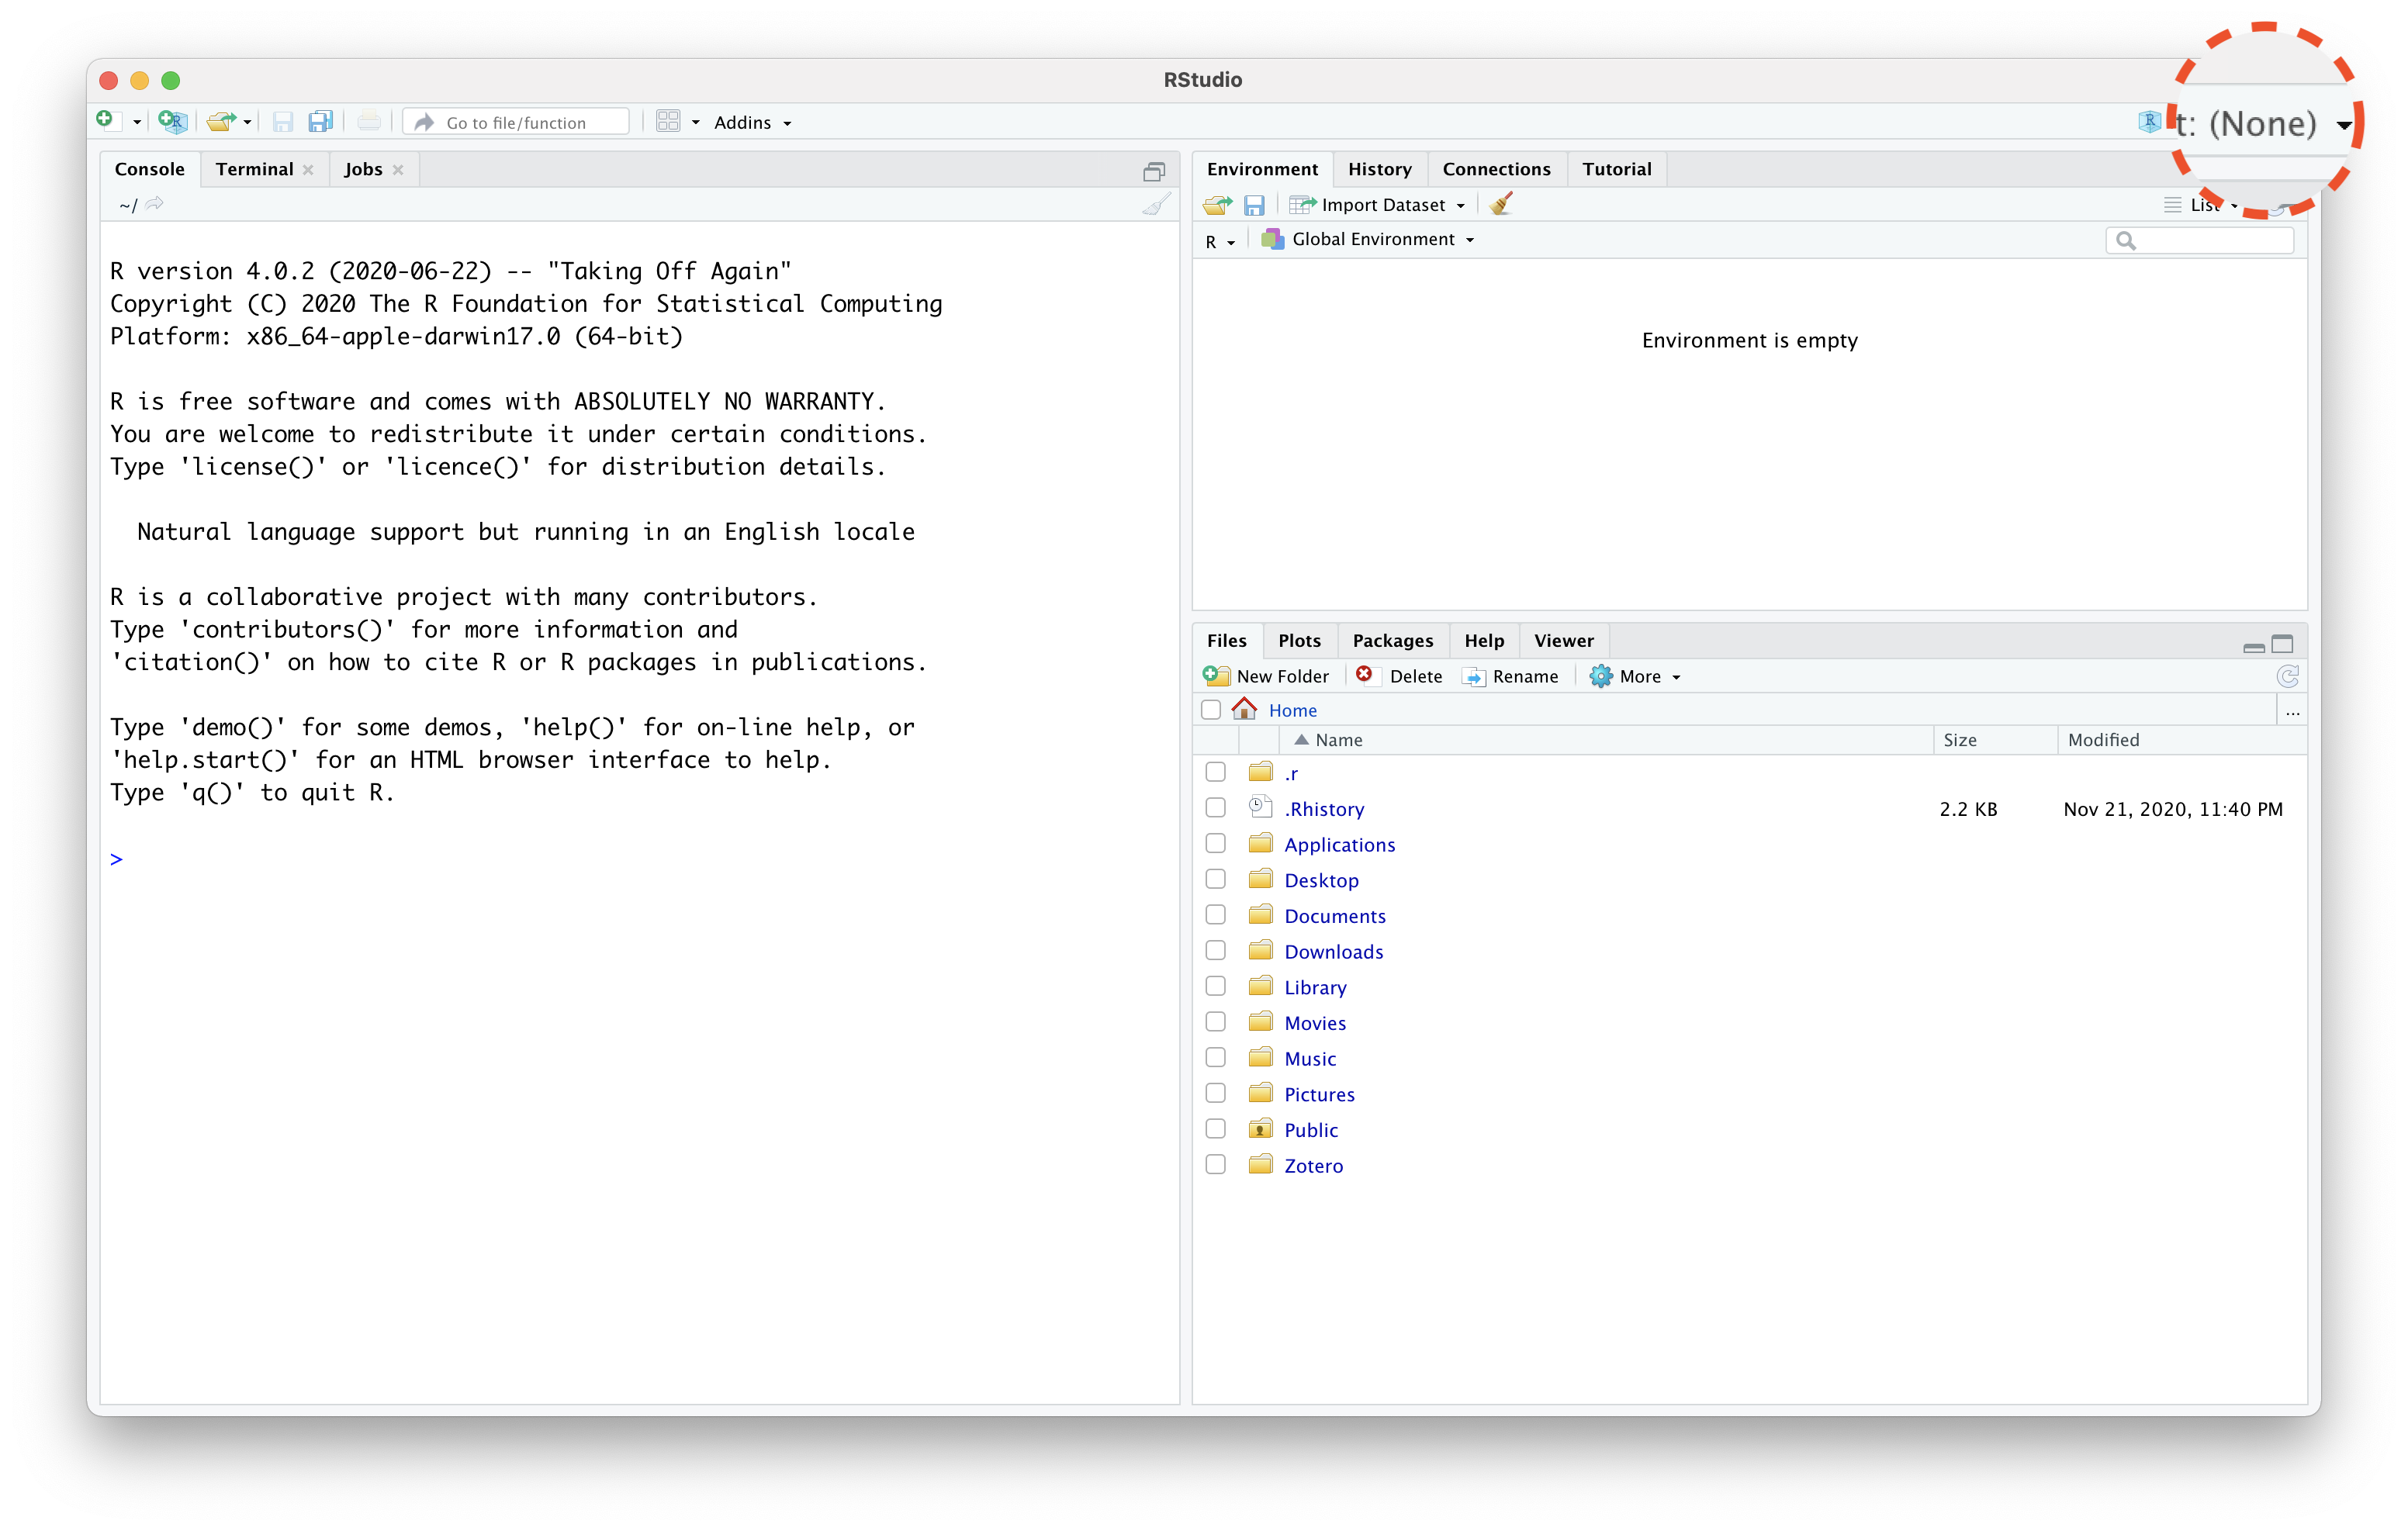 RStudio
Go to file/function
Addins
t: (None)
Console Terminal Jobs
~/
R version 4.0.2 (2020-06-22) -- "Taking Off Again"
Copyright (C) 2020 The R Foundation for Statistical Computing
Platform: x86_64-apple-darwin17.0 (64-bit)
R is free software and comes with ABSOLUTELY NO WARRANTY.
You are welcome to redistribute it under certain conditions.
Type 'license()' or 'licence()' for distribution details.
Natural language support but running in an English locale
R is a collaborative project with many contributors.
Type 'contributors()' for more information and
'citation()' on how to cite R or R packages in publications.
Type 'demo()' for some demos, 'help()' for on-line help, or
'help.start()' for an HTML browser interface to help.
Type 'q()' to quit R.
>
Environment History Connections Tutorial
Import Dataset
List
R Global Environment
Environment is empty
Files Plots Packages Help Viewer
New Folder Delete Rename More
Home ...
Name Size Modified
.r
.Rhistory 2.2 KB Nov 21, 2020, 11:40 PM
Applications
Desktop
Documents
Downloads
Library
Movies
Music
Pictures
Public
Zotero